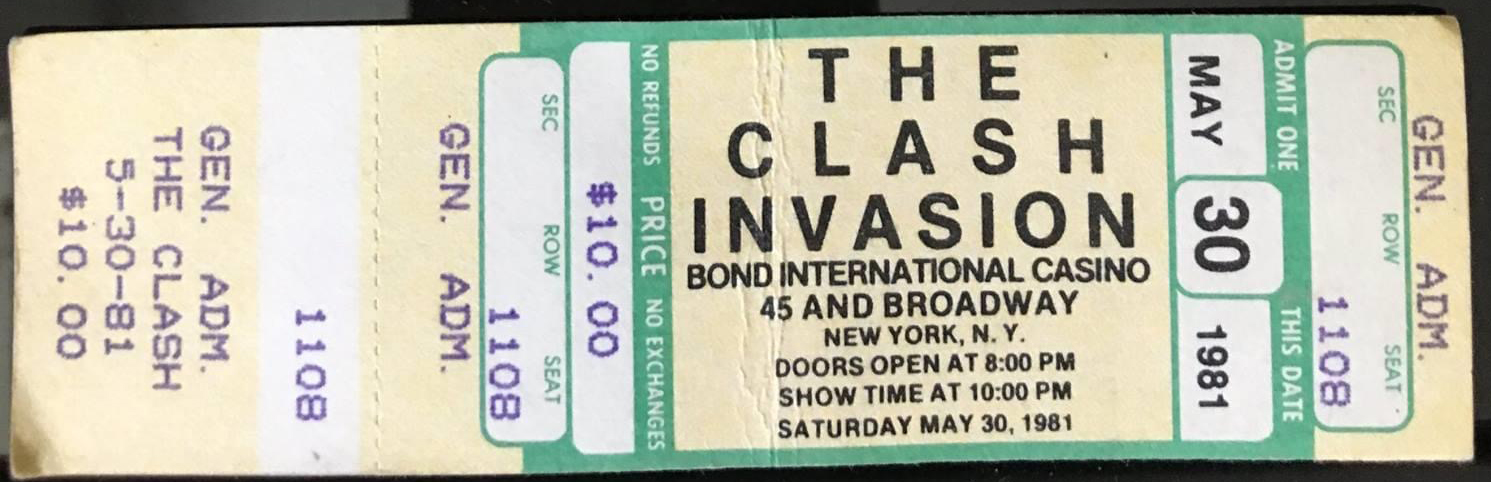 GEN. ADM.
THE CLASH
5-30-81
$10.00
1108
GEN. ADM.
SEC ROW SEAT
1108
$10.00
NO REFUNDS PRICE NO EXCHANGES
THE
CLASH
INVASION
BOND INTERNATIONAL CASINO
45 AND BROADWAY
NEW YORK, N. Y.
DOORS OPEN AT 8:00 PM
SHOW TIME AT 10:00 PM
SATURDAY MAY 30, 1981
MAY 30 1981
ADMIT ONE THIS DATE
SEC ROW SEAT
1108
GEN. ADM.